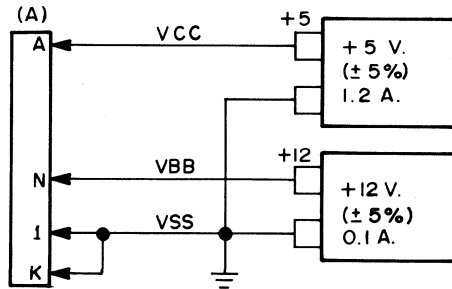 (A)
A
VCC
+5
+5 V.
(±5%)
1.2 A.
N
VBB
+12
+12 V.
(±5%)
0.1 A.
1
VSS
K